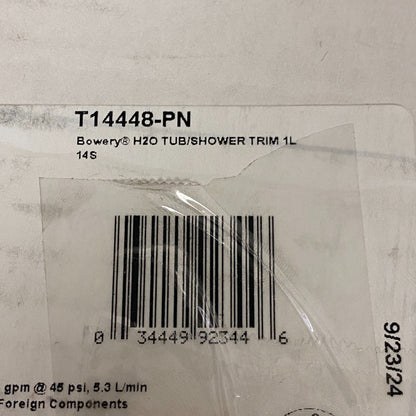 T14448-PN
Bowery® H2O TUB/SHOWER TRIM 1L
14S
0 34449 92344 6
9/23/24
gpm @ 45 psi, 5.3 L/min
Foreign Components